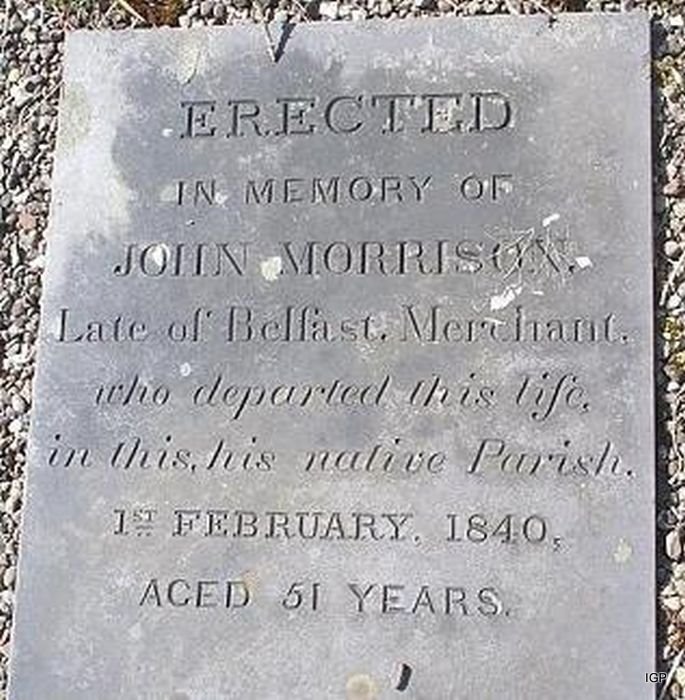 ERECTED
IN MEMORY OF
JOHN MORRISON,
Late of Belfast, Merchant,
who departed this life,
in this, his native Parish,
1ST FEBRUARY, 1840,
AGED 51 YEARS.
IGP